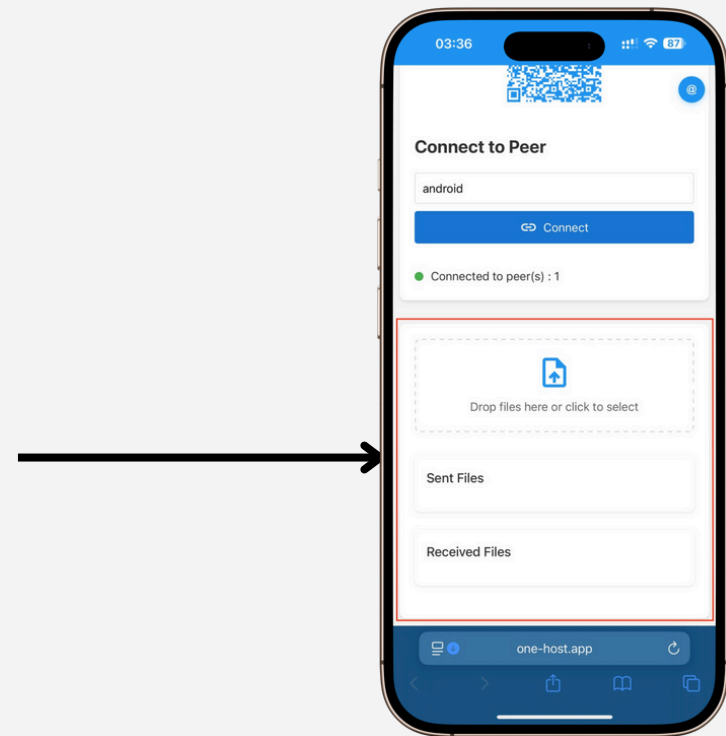 03:36
87
@
Connect to Peer
android
Connect
Connected to peer(s) : 1
Drop files here or click to select
Sent Files
Received Files
one-host.app